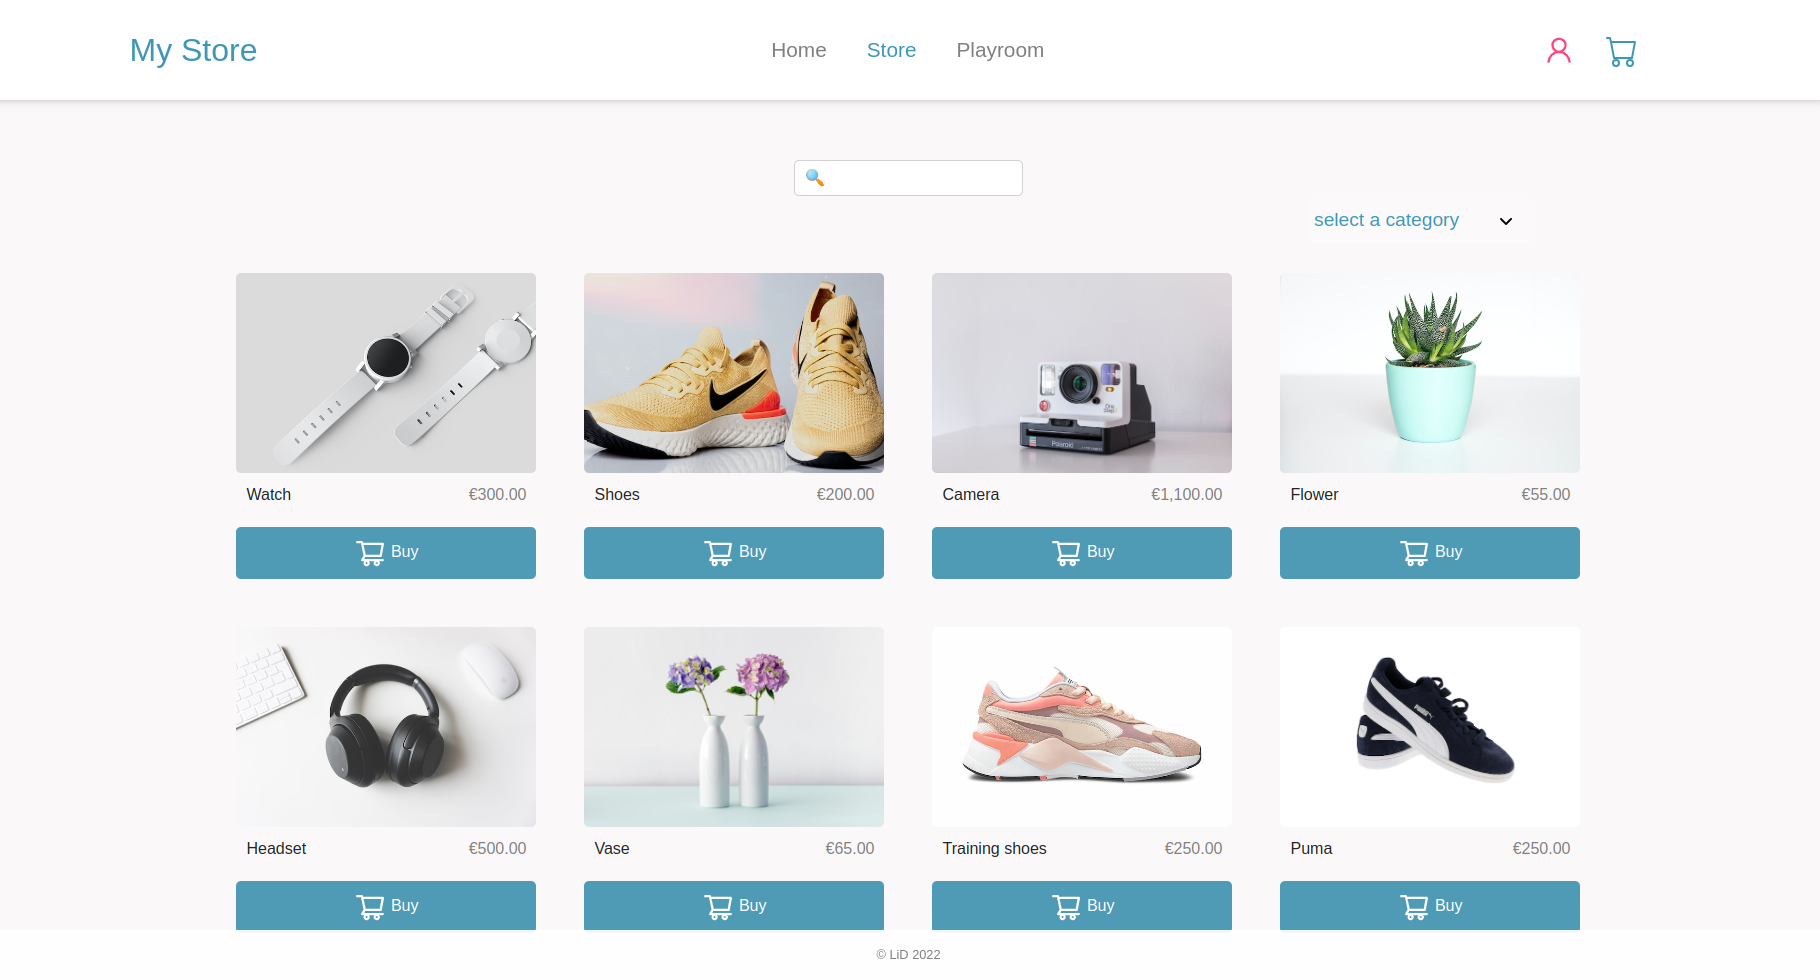 My Store
Home Store Playroom
select a category
Watch €300.00
Shoes €200.00
Camera €1,100.00
Flower €55.00
Buy
Buy
Buy
Buy
Polaroid
PUMA
Headset €500.00
Vase €65.00
Training shoes €250.00
Puma €250.00
Buy
Buy
Buy
Buy
© LiD 2022